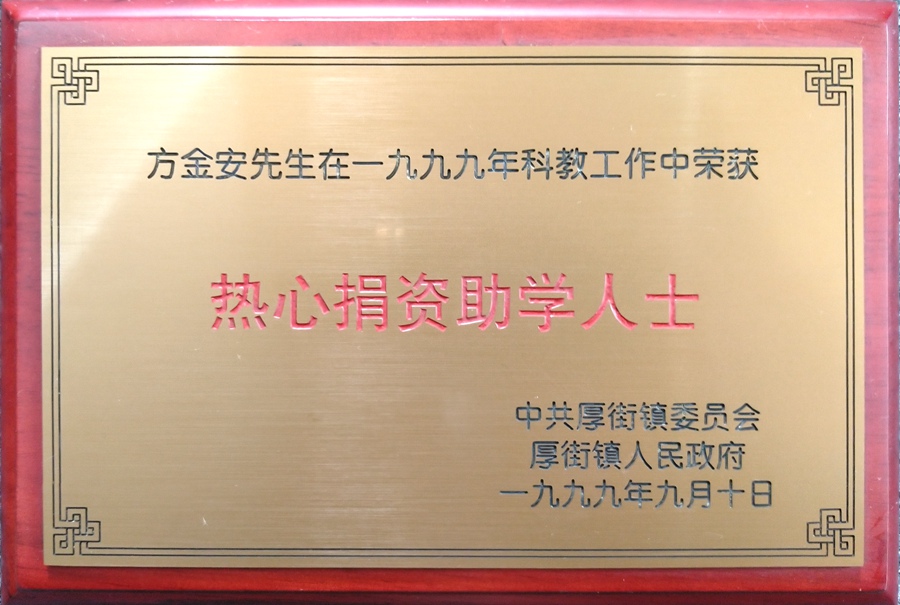 方金安先生在一九九九年科教工作中荣获
热心捐资助学人士
中共厚街镇委员会
厚街镇人民政府
一九九九年九月十日